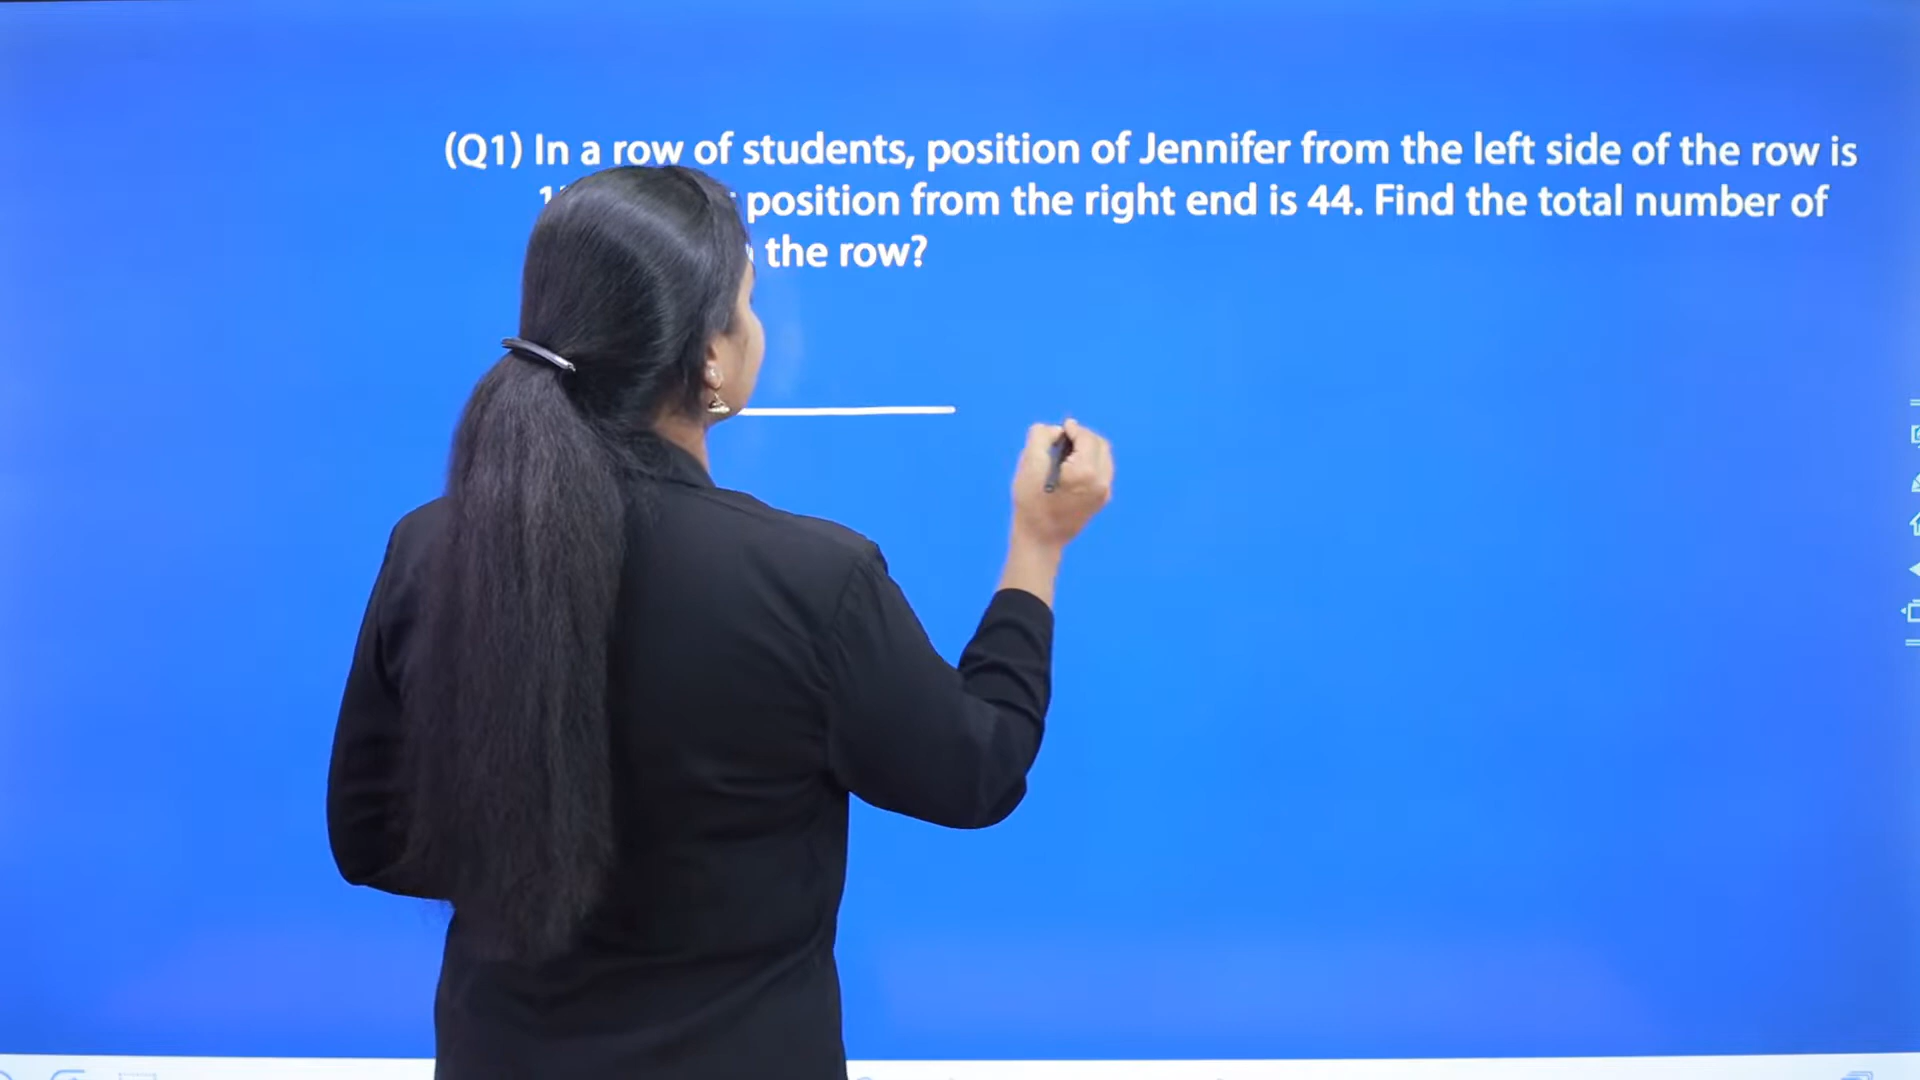 (Q1) In a row of students, position of Jennifer from the left side of the row is
position from the right end is 44. Find the total number of
the row?